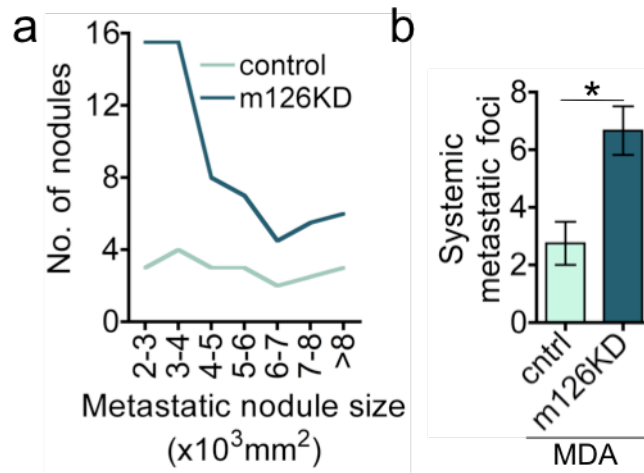 a
16
12
8
4
0
No. of nodules
control
m126KD
2-3
3-4
4-5
5-6
6-7
7-8
>8
Metastatic nodule size
(x10³mm²)
b
8
6
4
2
0
Systemic
metastatic foci
*
cntrl
m126KD
MDA